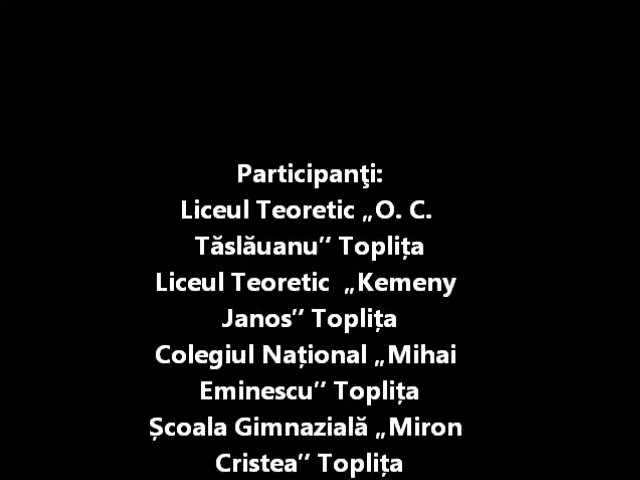 Participanţi:
Liceul Teoretic „O. C.
Tăslăuanu’’ Toplița
Liceul Teoretic „Kemeny
Janos’’ Toplița
Colegiul Național „Mihai
Eminescu’’ Toplița
Școala Gimnazială „Miron
Cristea’’ Toplița